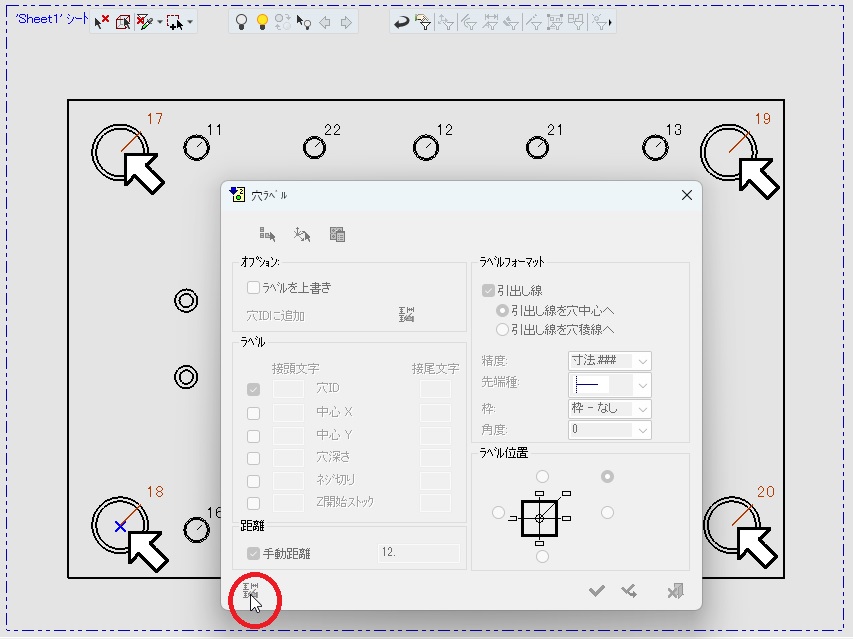 'Sheet1' シート
17
11
22
12
21
13
19
穴ラベル
オプション:
ラベルを上書き
穴IDに追加
ラベル
接頭文字
接尾文字
穴ID
中心 X
中心 Y
穴深さ
ネジ切り
Z開始ストック
距離
手動距離
12.
ラベルフォーマット
引出し線
引出し線を穴中心へ
引出し線を穴稜線へ
精度:
寸法.###
先端種:
枠:
枠 - なし
角度:
0
ラベル位置
18
16
20